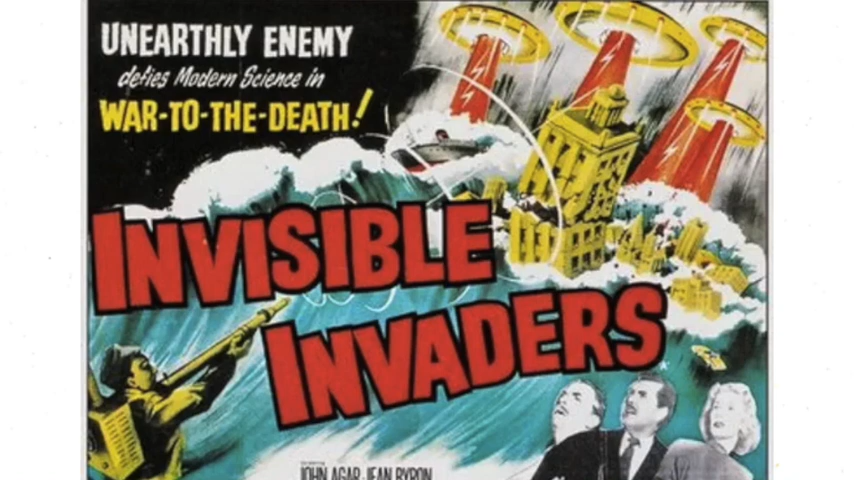 UNEARTHLY ENEMY
defies Modern Science in
WAR-TO-THE-DEATH!
INVISIBLE
INVADERS
JOHN AGAR · JEAN BYRON